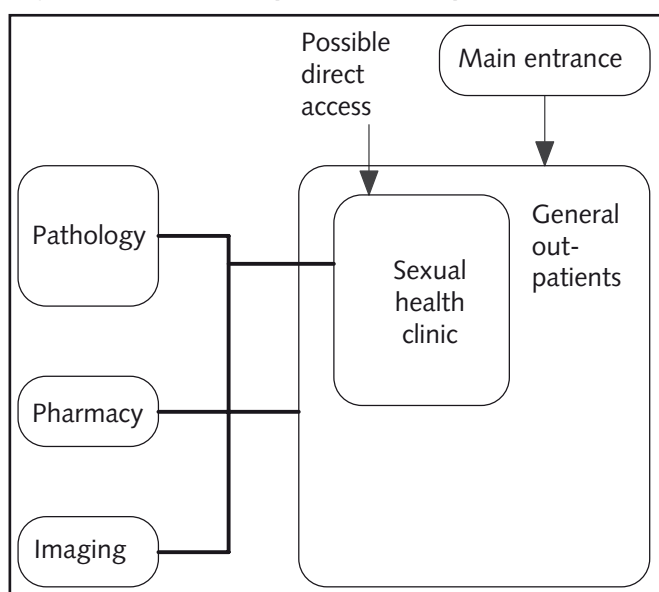 Possible
direct
access
Main entrance
Pathology
General
out-
patients
Sexual
health
clinic
Pharmacy
Imaging